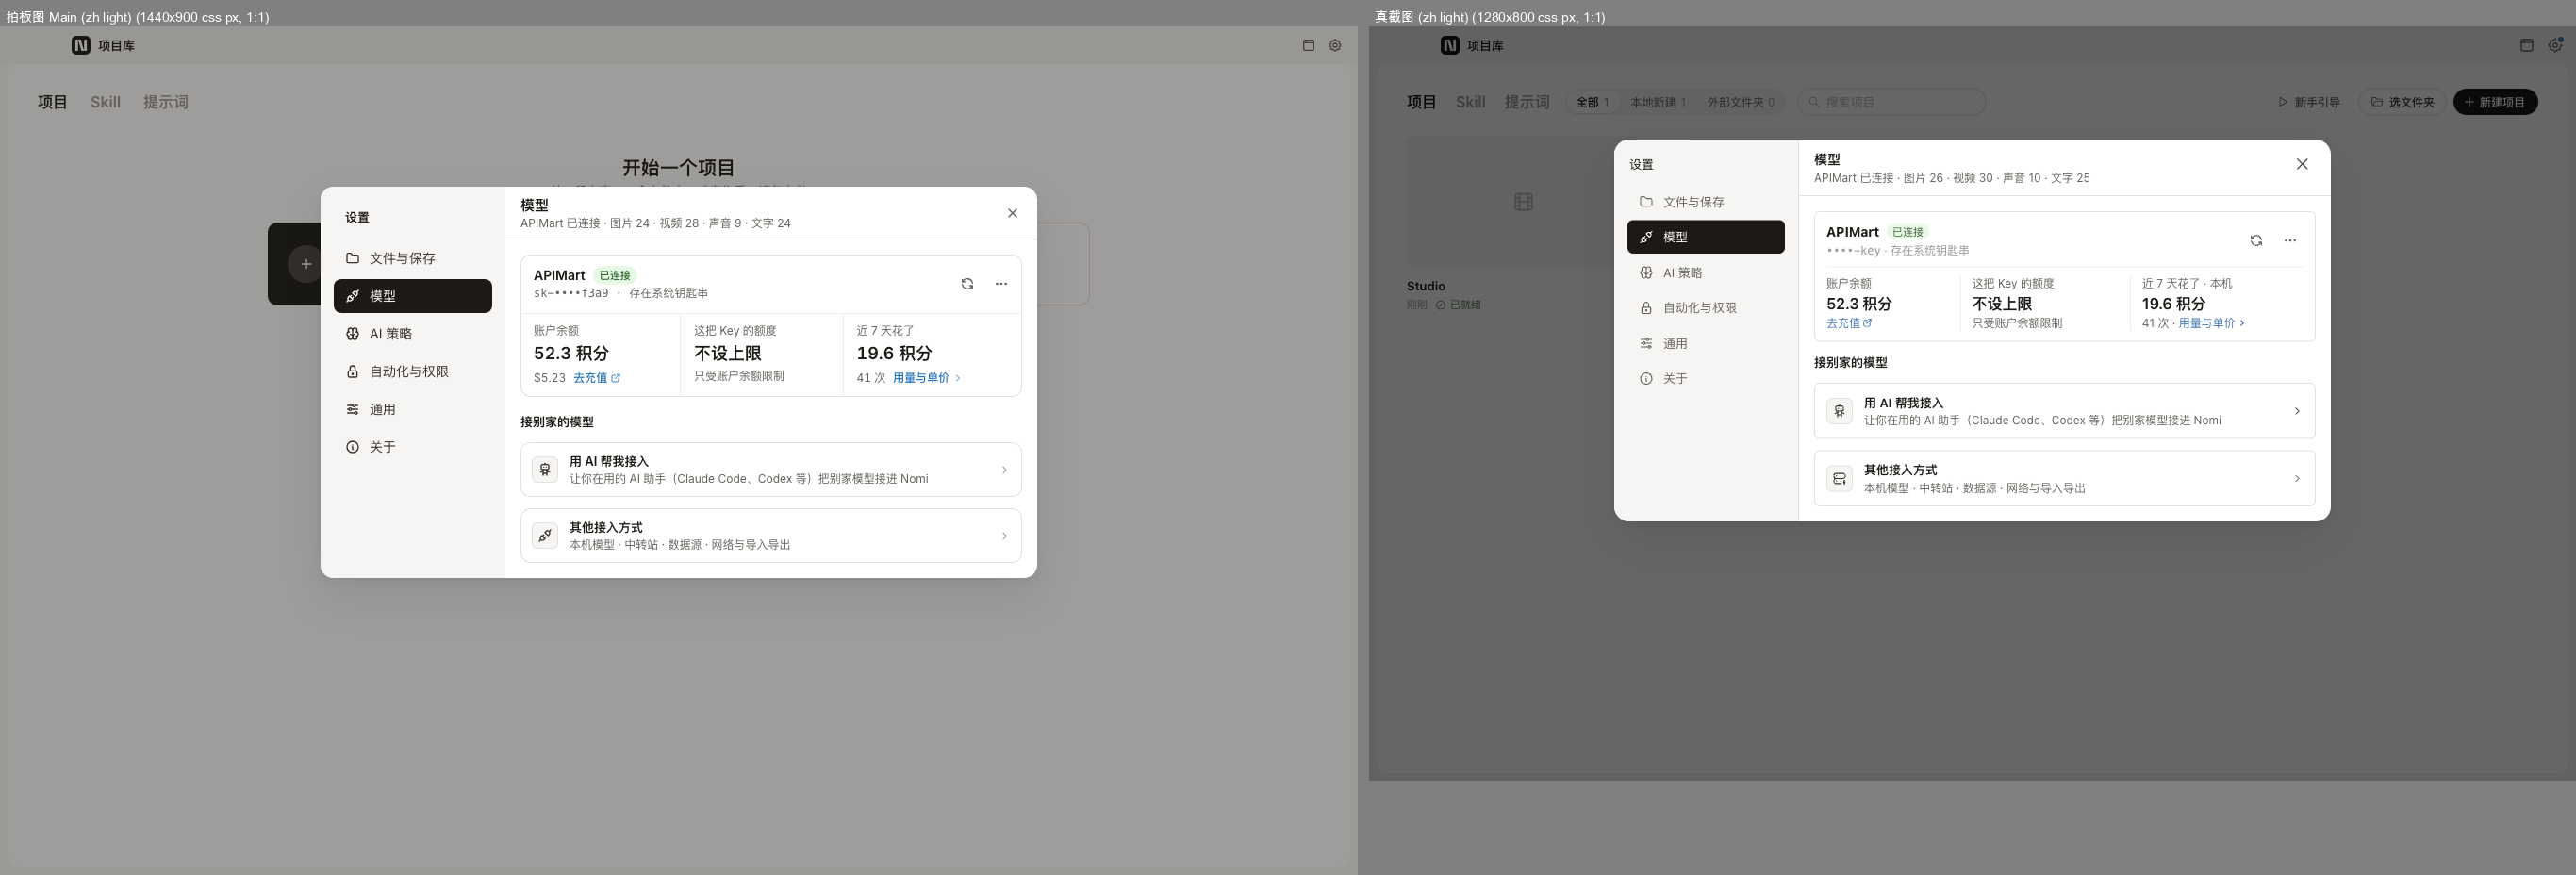 拍板图 Main (zh light) (1440x900 css px, 1:1)
项目库
项目 Skill 提示词
开始一个项目
设置
文件与保存
模型
AI 策略
自动化与权限
通用
关于
模型
APIMart 已连接 · 图片 24 · 视频 28 · 声音 9 · 文字 24
APIMart 已连接
sk-••••f3a9 · 存在系统钥匙串
账户余额
52.3 积分
$5.23 去充值
这把 Key 的额度
不设上限
只受账户余额限制
近 7 天花了
19.6 积分
41 次 用量与单价
接别家的模型
用 AI 帮我接入
让你在用的 AI 助手（Claude Code、Codex 等）把别家模型接进 Nomi
其他接入方式
本机模型 · 中转站 · 数据源 · 网络与导入导出
真截图 (zh light) (1280x800 css px, 1:1)
项目库
项目 Skill 提示词 全部 1 本地新建 1 外部文件夹 0 搜索项目 新手引导 选文件夹 新建项目
Studio
刚刚 已就绪
设置
文件与保存
模型
AI 策略
自动化与权限
通用
关于
模型
APIMart 已连接 · 图片 26 · 视频 30 · 声音 10 · 文字 25
APIMart 已连接
••••-key · 存在系统钥匙串
账户余额
52.3 积分
去充值
这把 Key 的额度
不设上限
只受账户余额限制
近 7 天花了 · 本机
19.6 积分
41 次 · 用量与单价
接别家的模型
用 AI 帮我接入
让你在用的 AI 助手（Claude Code、Codex 等）把别家模型接进 Nomi
其他接入方式
本机模型 · 中转站 · 数据源 · 网络与导入导出